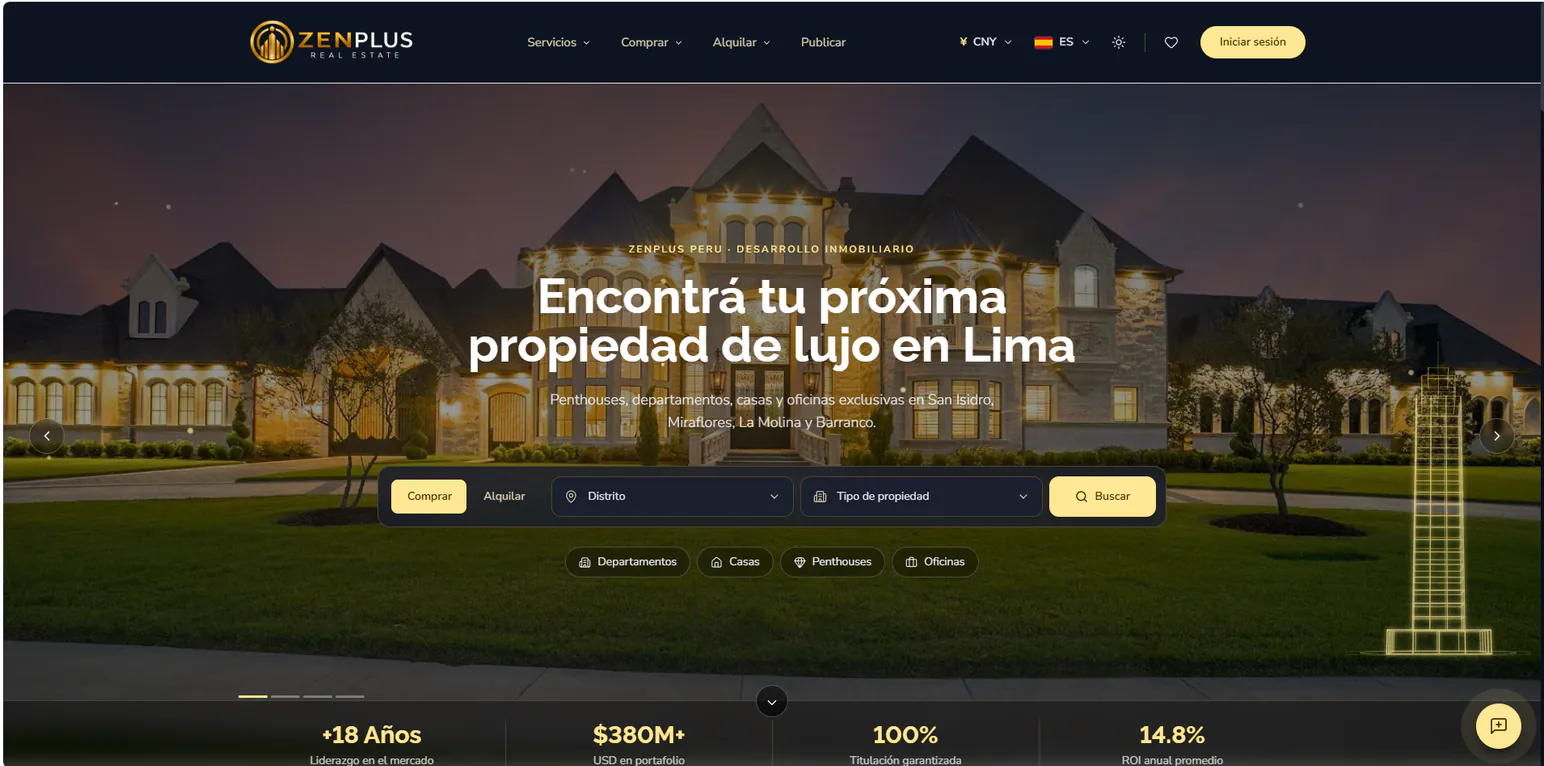 ZENPLUS
REAL ESTATE
Servicios
Comprar
Alquilar
Publicar
¥ CNY
ES
Iniciar sesión
ZENPLUS PERU · DESARROLLO INMOBILIARIO
Encontrá tu próxima
propiedad de lujo en Lima
Penthouses, departamentos, casas y oficinas exclusivas en San Isidro,
Miraflores, La Molina y Barranco.
Comprar
Alquilar
Distrito
Tipo de propiedad
Buscar
Departamentos
Casas
Penthouses
Oficinas
+18 Años
Liderazgo en el mercado
$380M+
USD en portafolio
100%
Titulación garantizada
14.8%
ROI anual promedio